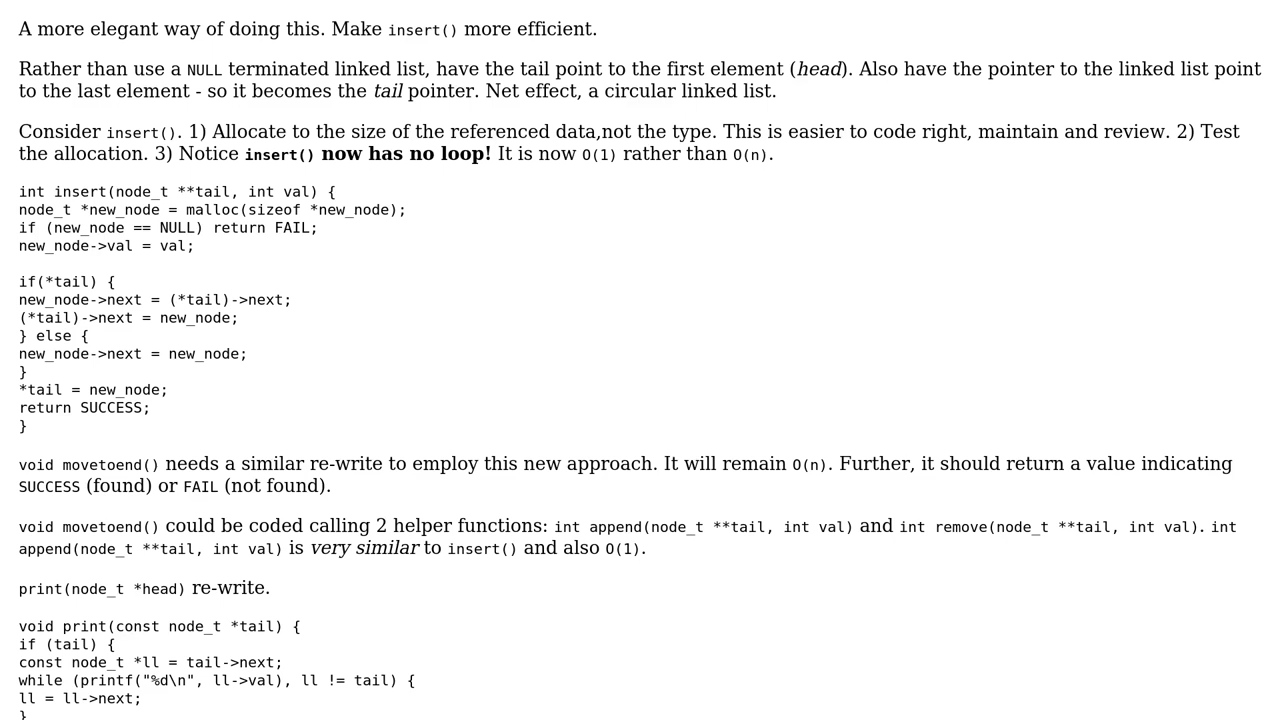 A more elegant way of doing this. Make insert() more efficient.
Rather than use a NULL terminated linked list, have the tail point to the first element (head). Also have the pointer to the linked list point
to the last element - so it becomes the tail pointer. Net effect, a circular linked list.
Consider insert(). 1) Allocate to the size of the referenced data,not the type. This is easier to code right, maintain and review. 2) Test
the allocation. 3) Notice insert() now has no loop! It is now O(1) rather than O(n).
int insert(node_t **tail, int val) {
node_t *new_node = malloc(sizeof *new_node);
if (new_node == NULL) return FAIL;
new_node->val = val;
if(*tail) {
new_node->next = (*tail)->next;
(*tail)->next = new_node;
} else {
new_node->next = new_node;
}
*tail = new_node;
return SUCCESS;
}
void movetoend() needs a similar re-write to employ this new approach. It will remain O(n). Further, it should return a value indicating
SUCCESS (found) or FAIL (not found).
void movetoend() could be coded calling 2 helper functions: int append(node_t **tail, int val) and int remove(node_t **tail, int val). int
append(node_t **tail, int val) is very similar to insert() and also O(1).
print(node_t *head) re-write.
void print(const node_t *tail) {
if (tail) {
const node_t *ll = tail->next;
while (printf("%d\n", ll->val), ll != tail) {
ll = ll->next;
}